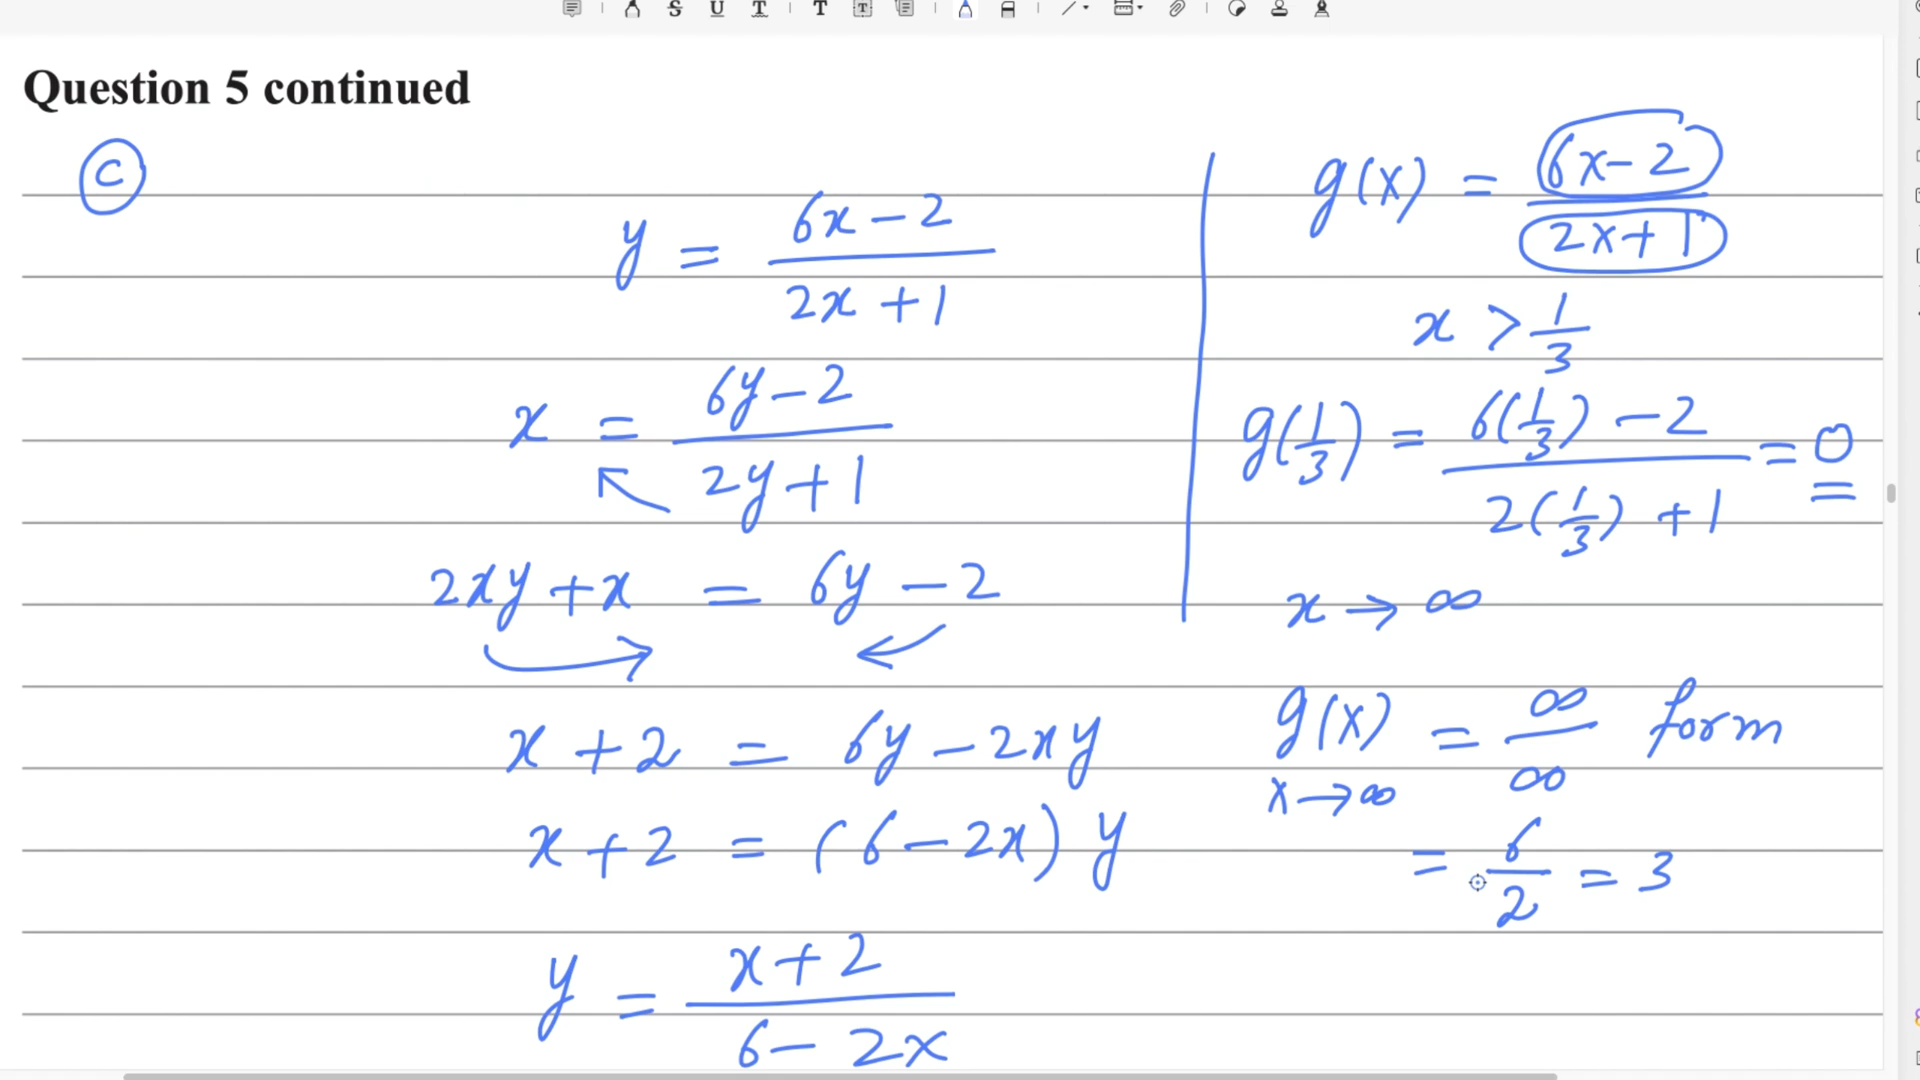 Question 5 continued
c
y = (6x - 2)/(2x + 1)
x = (6y - 2)/(2y + 1)
2xy + x = 6y - 2
x + 2 = 6y - 2xy
x + 2 = (6 - 2x) y
y = (x + 2)/(6 - 2x)
g(x) = (6x - 2)/(2x + 1)
x > 1/3
g(1/3) = (6(1/3) - 2)/(2(1/3) + 1) = 0
x → ∞
g(x) = ∞/∞ form
x → ∞
= 6/2 = 3